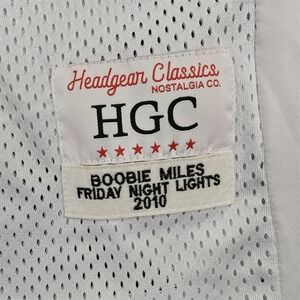 Headgear Classics
NOSTALGIA CO.
HGC
BOOBIE MILES
FRIDAY NIGHT LIGHTS
2010